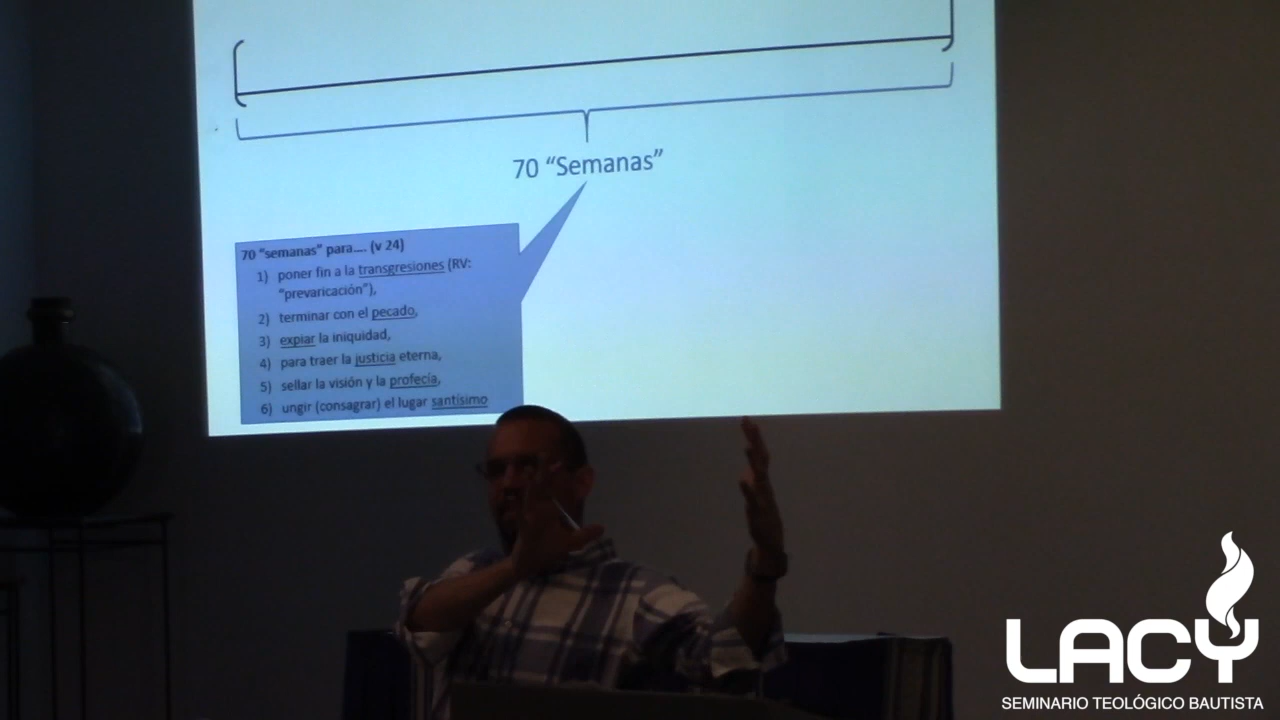 70 “Semanas”
70 “semanas” para.... (v 24)
1) poner fin a la transgresiones (RV:
“prevaricación”),
2) terminar con el pecado,
3) expiar la iniquidad,
4) para traer la justicia eterna,
5) sellar la visión y la profecía,
6) ungir (consagrar) el lugar santísimo
LACY
SEMINARIO TEOLÓGICO BAUTISTA